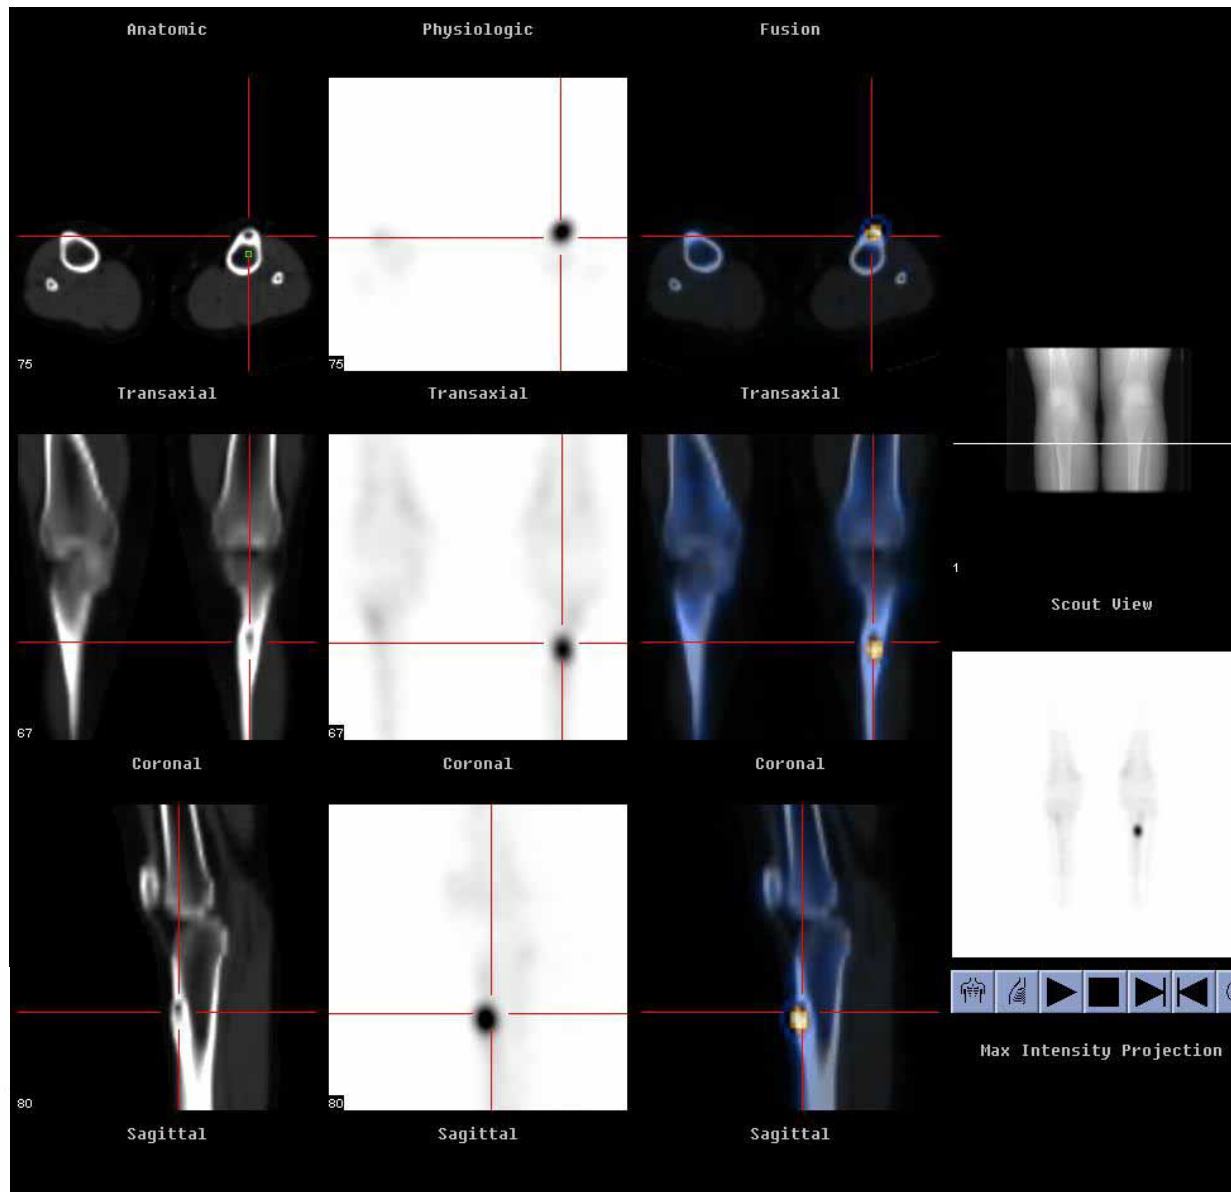 Anatomic Physiologic Fusion
75 75
Transaxial Transaxial Transaxial
67 67
1
Scout View
Coronal Coronal Coronal
80 80
Max Intensity Projection
Sagittal Sagittal Sagittal